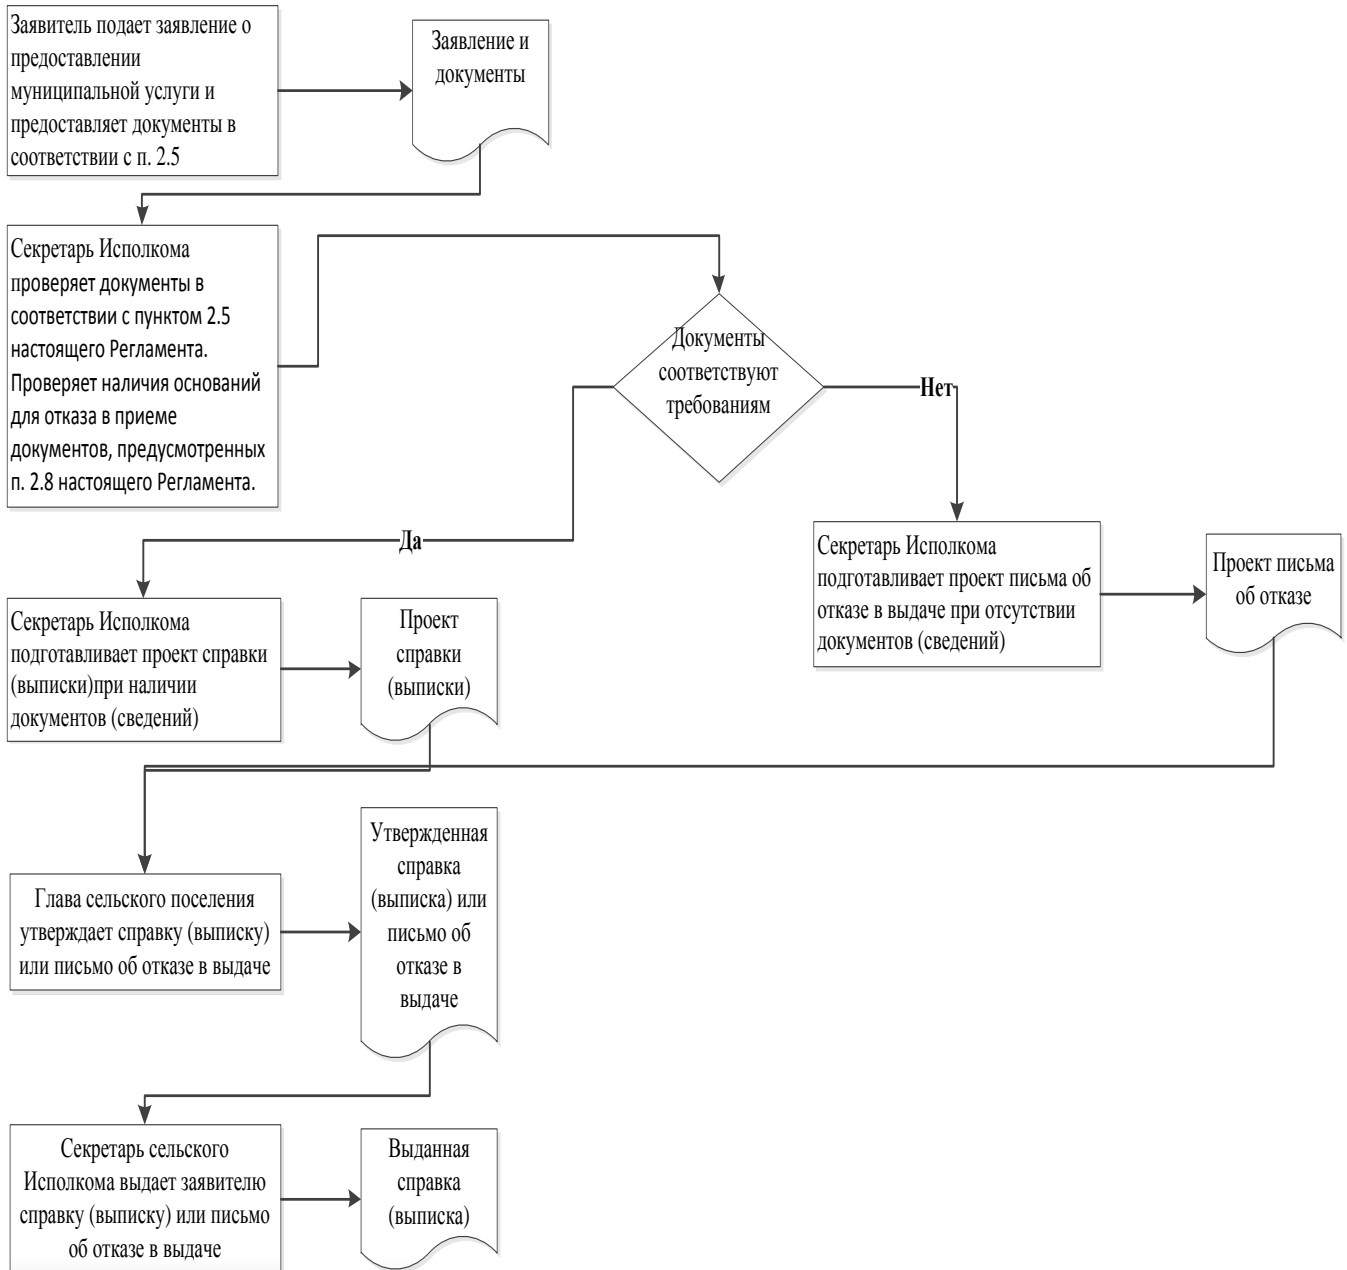 Заявитель подает заявление о
предоставлении
муниципальной услуги и
предоставляет документы в
соответствии с п. 2.5
Заявление и
документы
Секретарь Исполкома
проверяет документы в
соответствии с пунктом 2.5
настоящего Регламента.
Проверяет наличия оснований
для отказа в приеме
документов, предусмотренных
п. 2.8 настоящего Регламента.
Документы
соответствуют
требованиям
Нет
Да
Секретарь Исполкома
подготавливает проект письма об
отказе в выдаче при отсутствии
документов (сведений)
Проект письма
об отказе
Секретарь Исполкома
подготавливает проект справки
(выписки)при наличии
документов (сведений)
Проект
справки
(выписки)
Глава сельского поселения
утверждает справку (выписку)
или письмо об отказе в выдаче
Утвержденная
справка
(выписка) или
письмо об
отказе в
выдаче
Секретарь сельского
Исполкома выдает заявителю
справку (выписку) или письмо
об отказе в выдаче
Выданная
справка
(выписка)